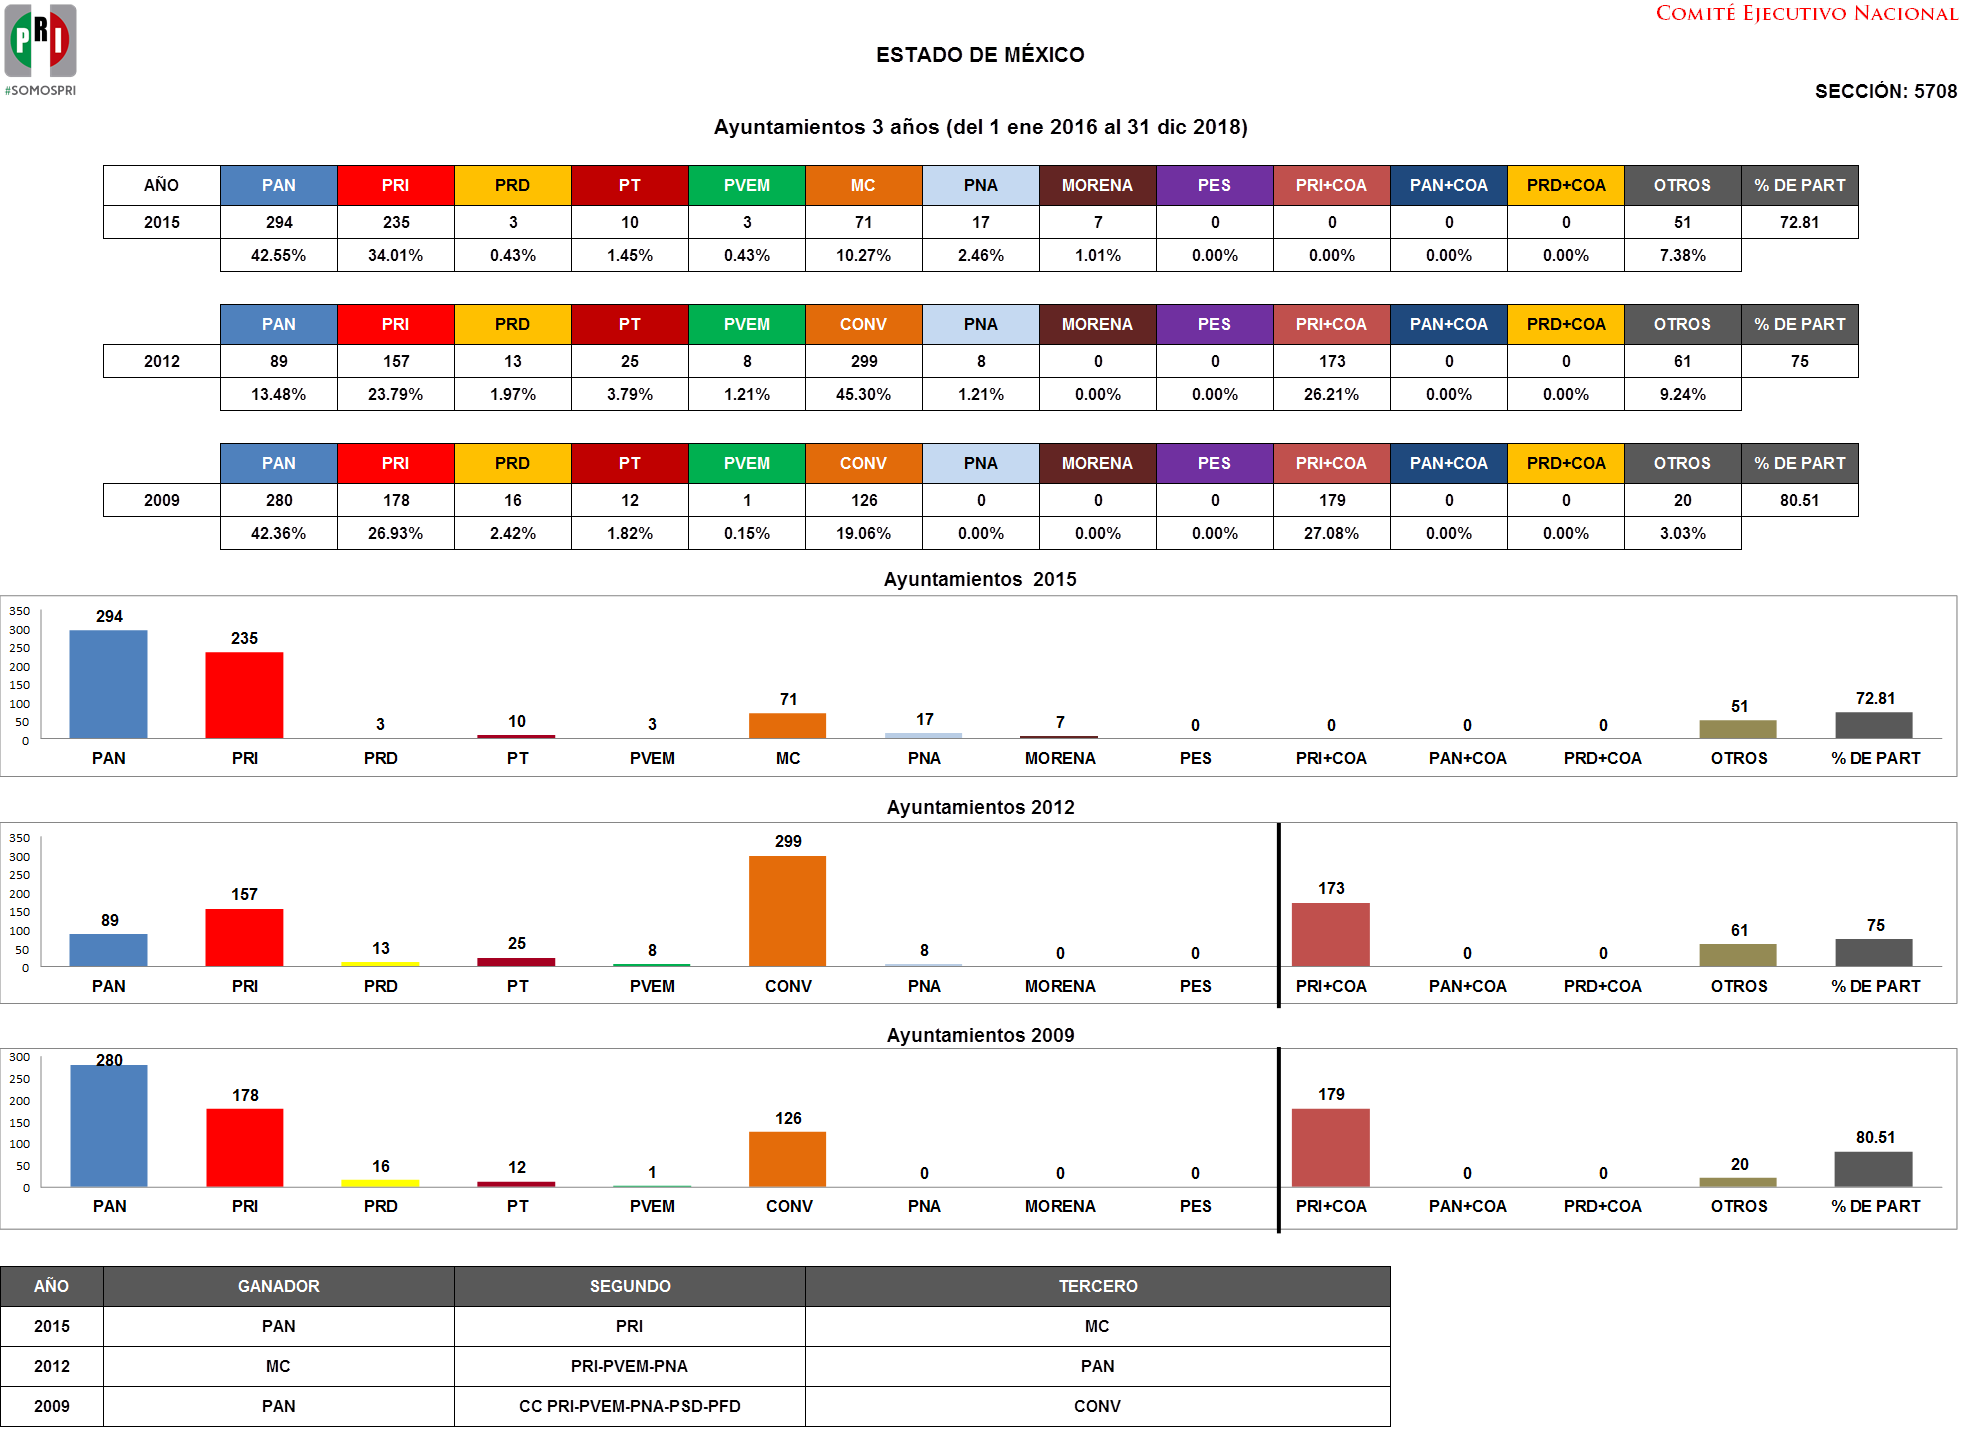 PRI
#SOMOSPRI
COMITÉ EJECUTIVO NACIONAL
ESTADO DE MÉXICO
SECCIÓN: 5708
Ayuntamientos 3 años (del 1 ene 2016 al 31 dic 2018)
AÑO PAN PRI PRD PT PVEM MC PNA MORENA PES PRI+COA PAN+COA PRD+COA OTROS % DE PART
2015 294 235 3 10 3 71 17 7 0 0 0 0 51 72.81
42.55% 34.01% 0.43% 1.45% 0.43% 10.27% 2.46% 1.01% 0.00% 0.00% 0.00% 0.00% 7.38%
PAN PRI PRD PT PVEM CONV PNA MORENA PES PRI+COA PAN+COA PRD+COA OTROS % DE PART
2012 89 157 13 25 8 299 8 0 0 173 0 0 61 75
13.48% 23.79% 1.97% 3.79% 1.21% 45.30% 1.21% 0.00% 0.00% 26.21% 0.00% 0.00% 9.24%
PAN PRI PRD PT PVEM CONV PNA MORENA PES PRI+COA PAN+COA PRD+COA OTROS % DE PART
2009 280 178 16 12 1 126 0 0 0 179 0 0 20 80.51
42.36% 26.93% 2.42% 1.82% 0.15% 19.06% 0.00% 0.00% 0.00% 27.08% 0.00% 0.00% 3.03%
Ayuntamientos 2015
350
300
250
200
150
100
50
0
294 235 3 10 3 71 17 7 0 0 0 0 51 72.81
PAN PRI PRD PT PVEM MC PNA MORENA PES PRI+COA PAN+COA PRD+COA OTROS % DE PART
Ayuntamientos 2012
350
300
250
200
150
100
50
0
89 157 13 25 8 299 8 0 0 173 0 0 61 75
PAN PRI PRD PT PVEM CONV PNA MORENA PES PRI+COA PAN+COA PRD+COA OTROS % DE PART
Ayuntamientos 2009
300
250
200
150
100
50
0
280 178 16 12 1 126 0 0 0 179 0 0 20 80.51
PAN PRI PRD PT PVEM CONV PNA MORENA PES PRI+COA PAN+COA PRD+COA OTROS % DE PART
AÑO GANADOR SEGUNDO TERCERO
2015 PAN PRI MC
2012 MC PRI-PVEM-PNA PAN
2009 PAN CC PRI-PVEM-PNA-PSD-PFD CONV